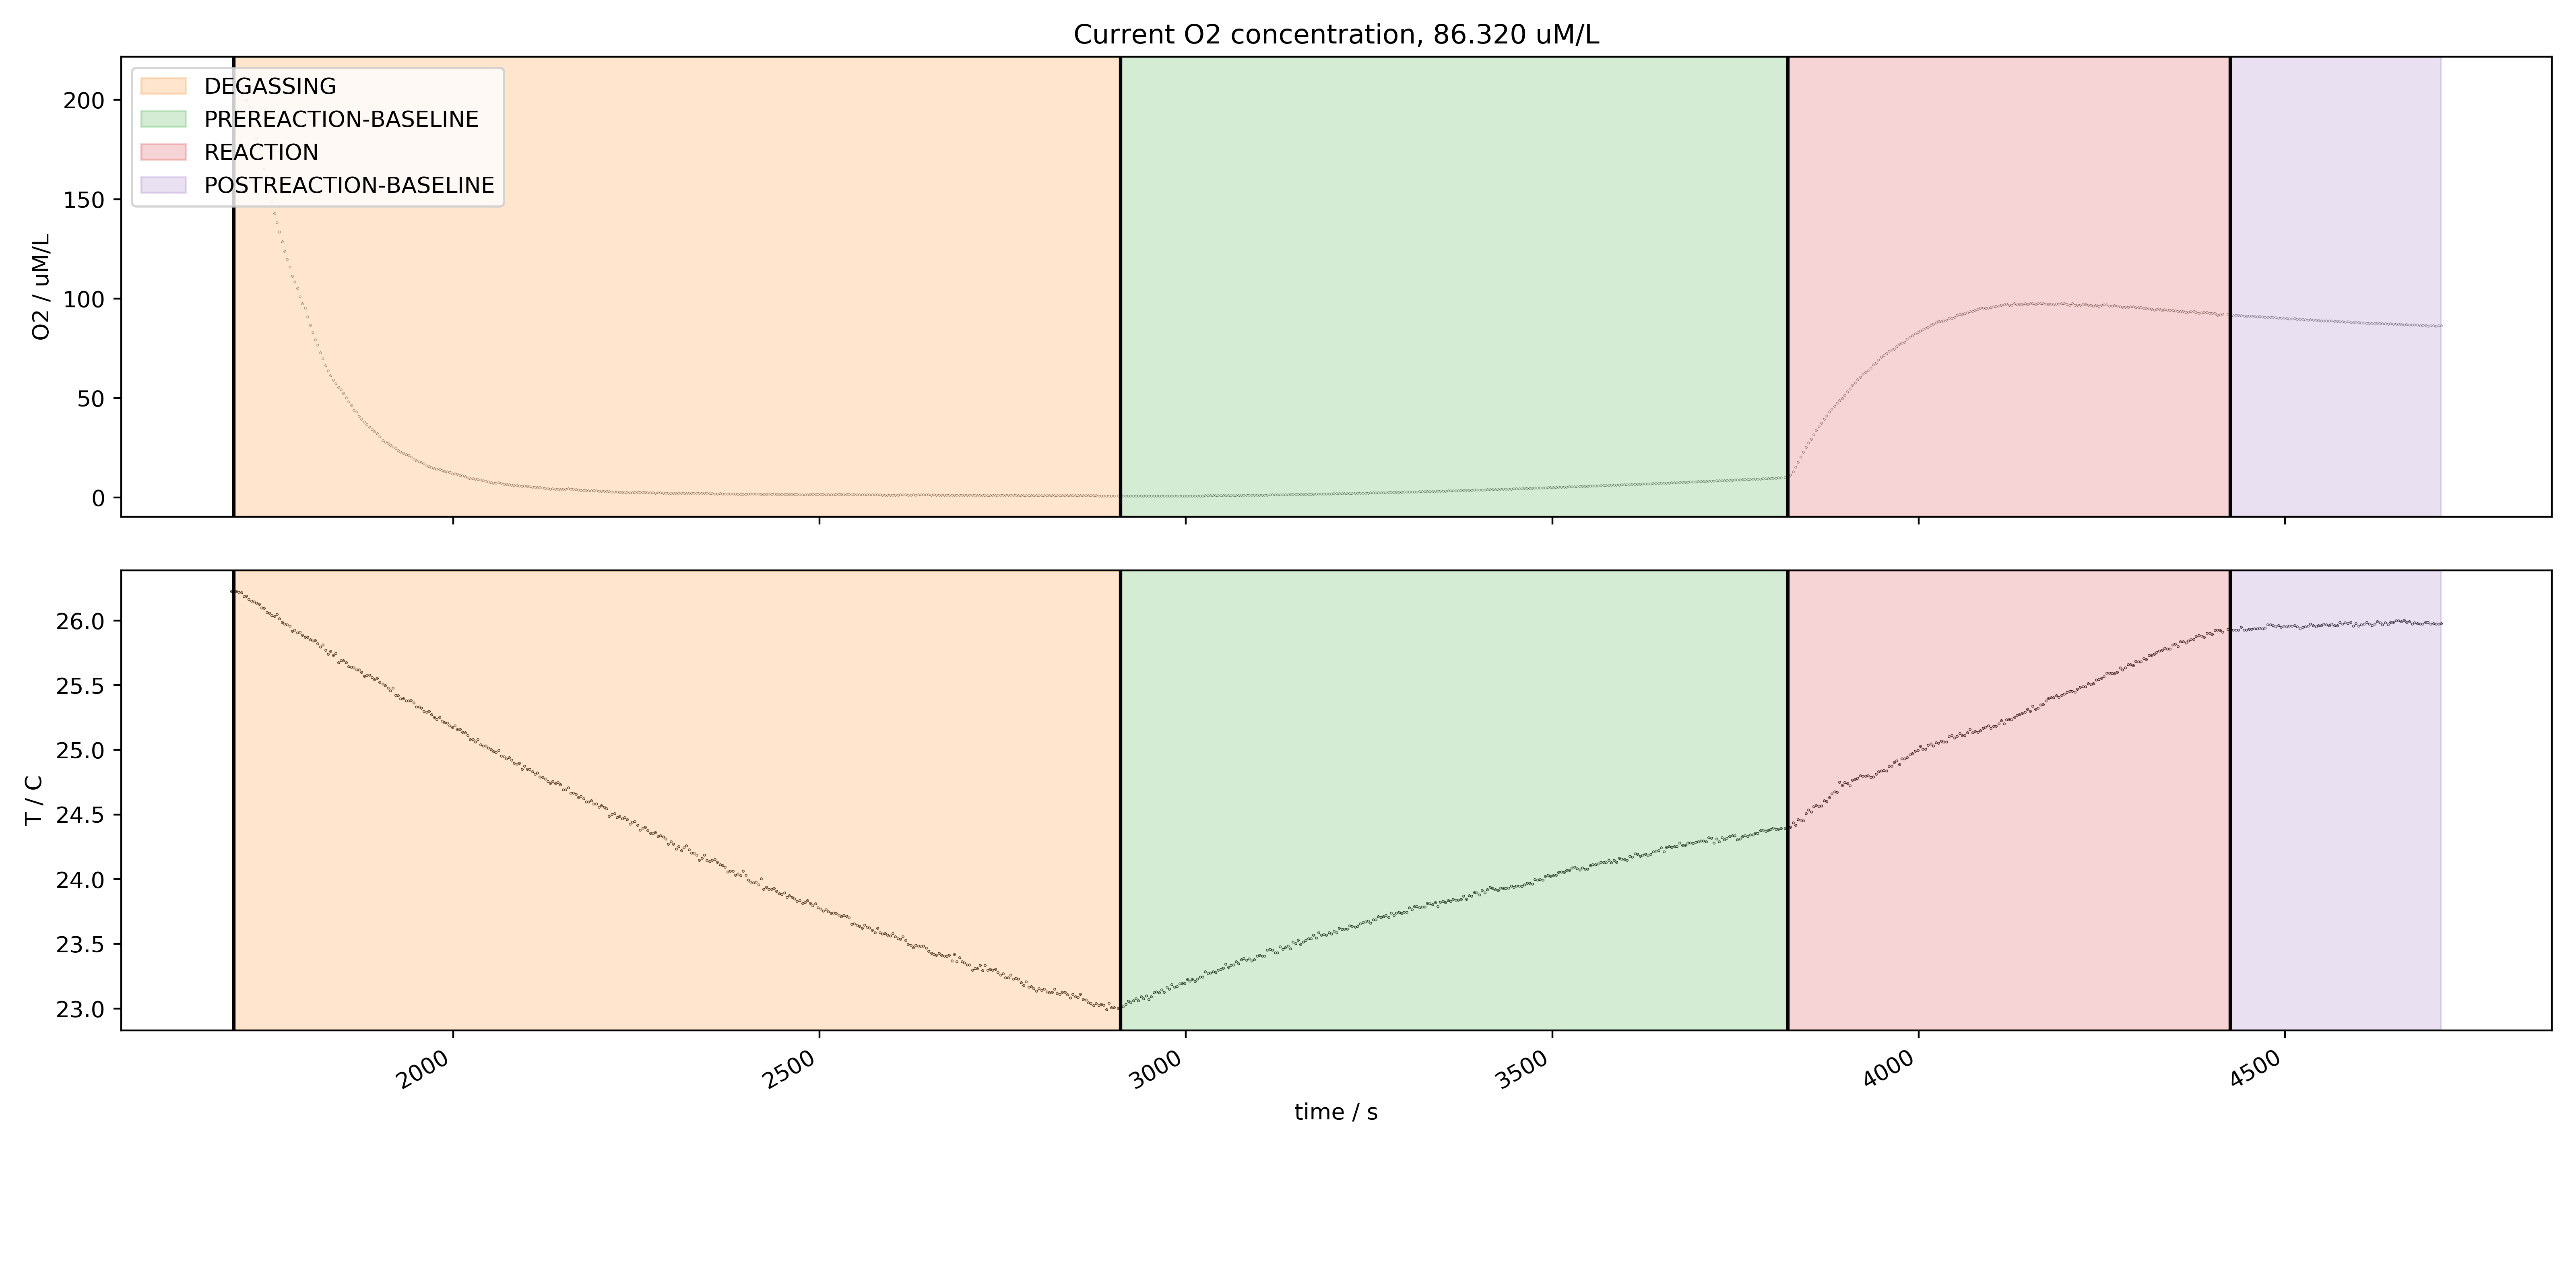 Current O2 concentration, 86.320 uM/L
DEGASSING
PREREACTION-BASELINE
REACTION
POSTREACTION-BASELINE
O2 / uM/L
200
150
100
50
0
T / C
26.0
25.5
25.0
24.5
24.0
23.5
23.0
2000 2500 3000 3500 4000 4500
time / s